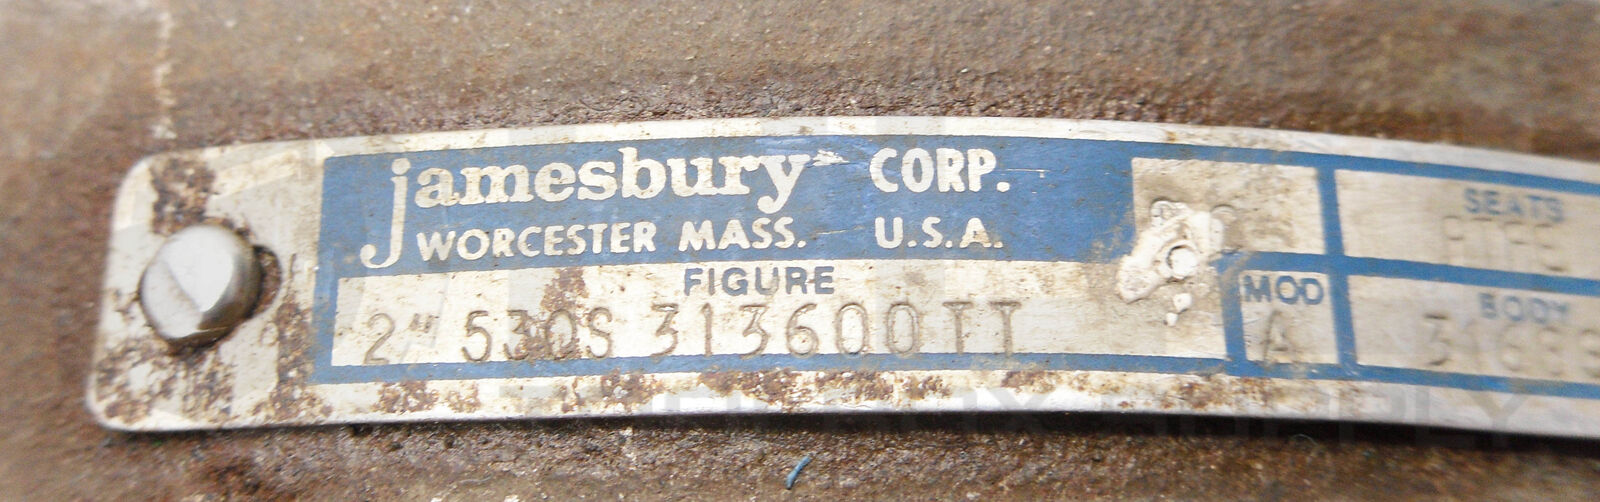 jamesbury CORP.
WORCESTER MASS. U.S.A.
FIGURE
2" 530S 313600TT
MOD
A
SEATS
BODY